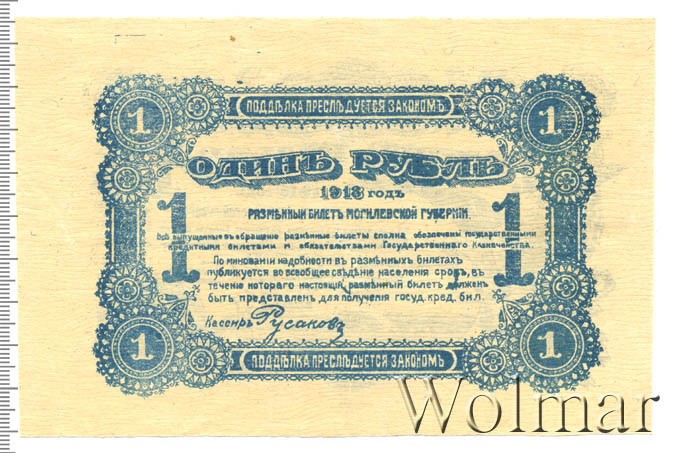 ПОДДѢЛКА ПРЕСЛѢДУЕТСЯ ЗАКОНОМЪ
1 1
ОДИНЪ РУБЛЬ
1918 ГОДЪ
РАЗМѢННЫЙ БИЛЕТЪ МОГИЛЕВСКОЙ ГУБЕРНІИ.
1 1
Всѣ выпущенные въ обращеніе размѣнные билеты сполна обезпечены государственными
кредитными билетами и обязательствами Государственнаго Казначейства.
По минованіи надобности въ размѣнныхъ билетахъ
публикуется во всеобщее свѣдѣніе населенія срокъ, въ
теченіе котораго настоящій размѣнный билетъ долженъ
быть представленъ для полученія госуд. кред. бил.
Кассиръ Русаковъ
1 1
ПОДДѢЛКА ПРЕСЛѢДУЕТСЯ ЗАКОНОМЪ
Wolmar